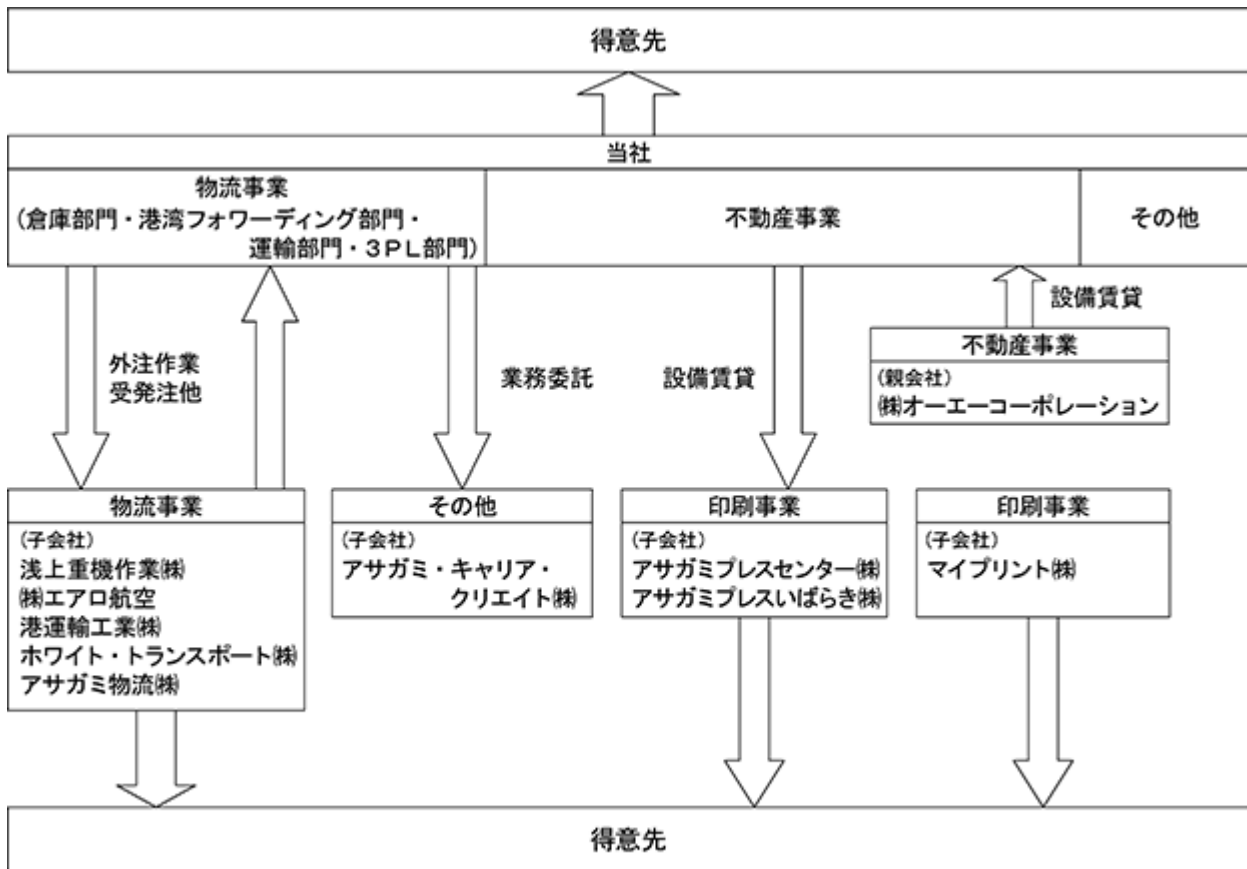 得意先
当社
物流事業
(倉庫部門・港湾フォワーディング部門・
運輸部門・3PL部門)
不動産事業
その他
外注作業
受発注他
業務委託
設備賃貸
設備賃貸
不動産事業
(親会社)
㈱オーエーコーポレーション
物流事業
(子会社)
浅上重機作業㈱
㈱エアロ航空
港運輸工業㈱
ホワイト・トランスポート㈱
アサガミ物流㈱
その他
(子会社)
アサガミ・キャリア・
クリエイト㈱
印刷事業
(子会社)
アサガミプレスセンター㈱
アサガミプレスいばらき㈱
印刷事業
(子会社)
マイプリント㈱
得意先